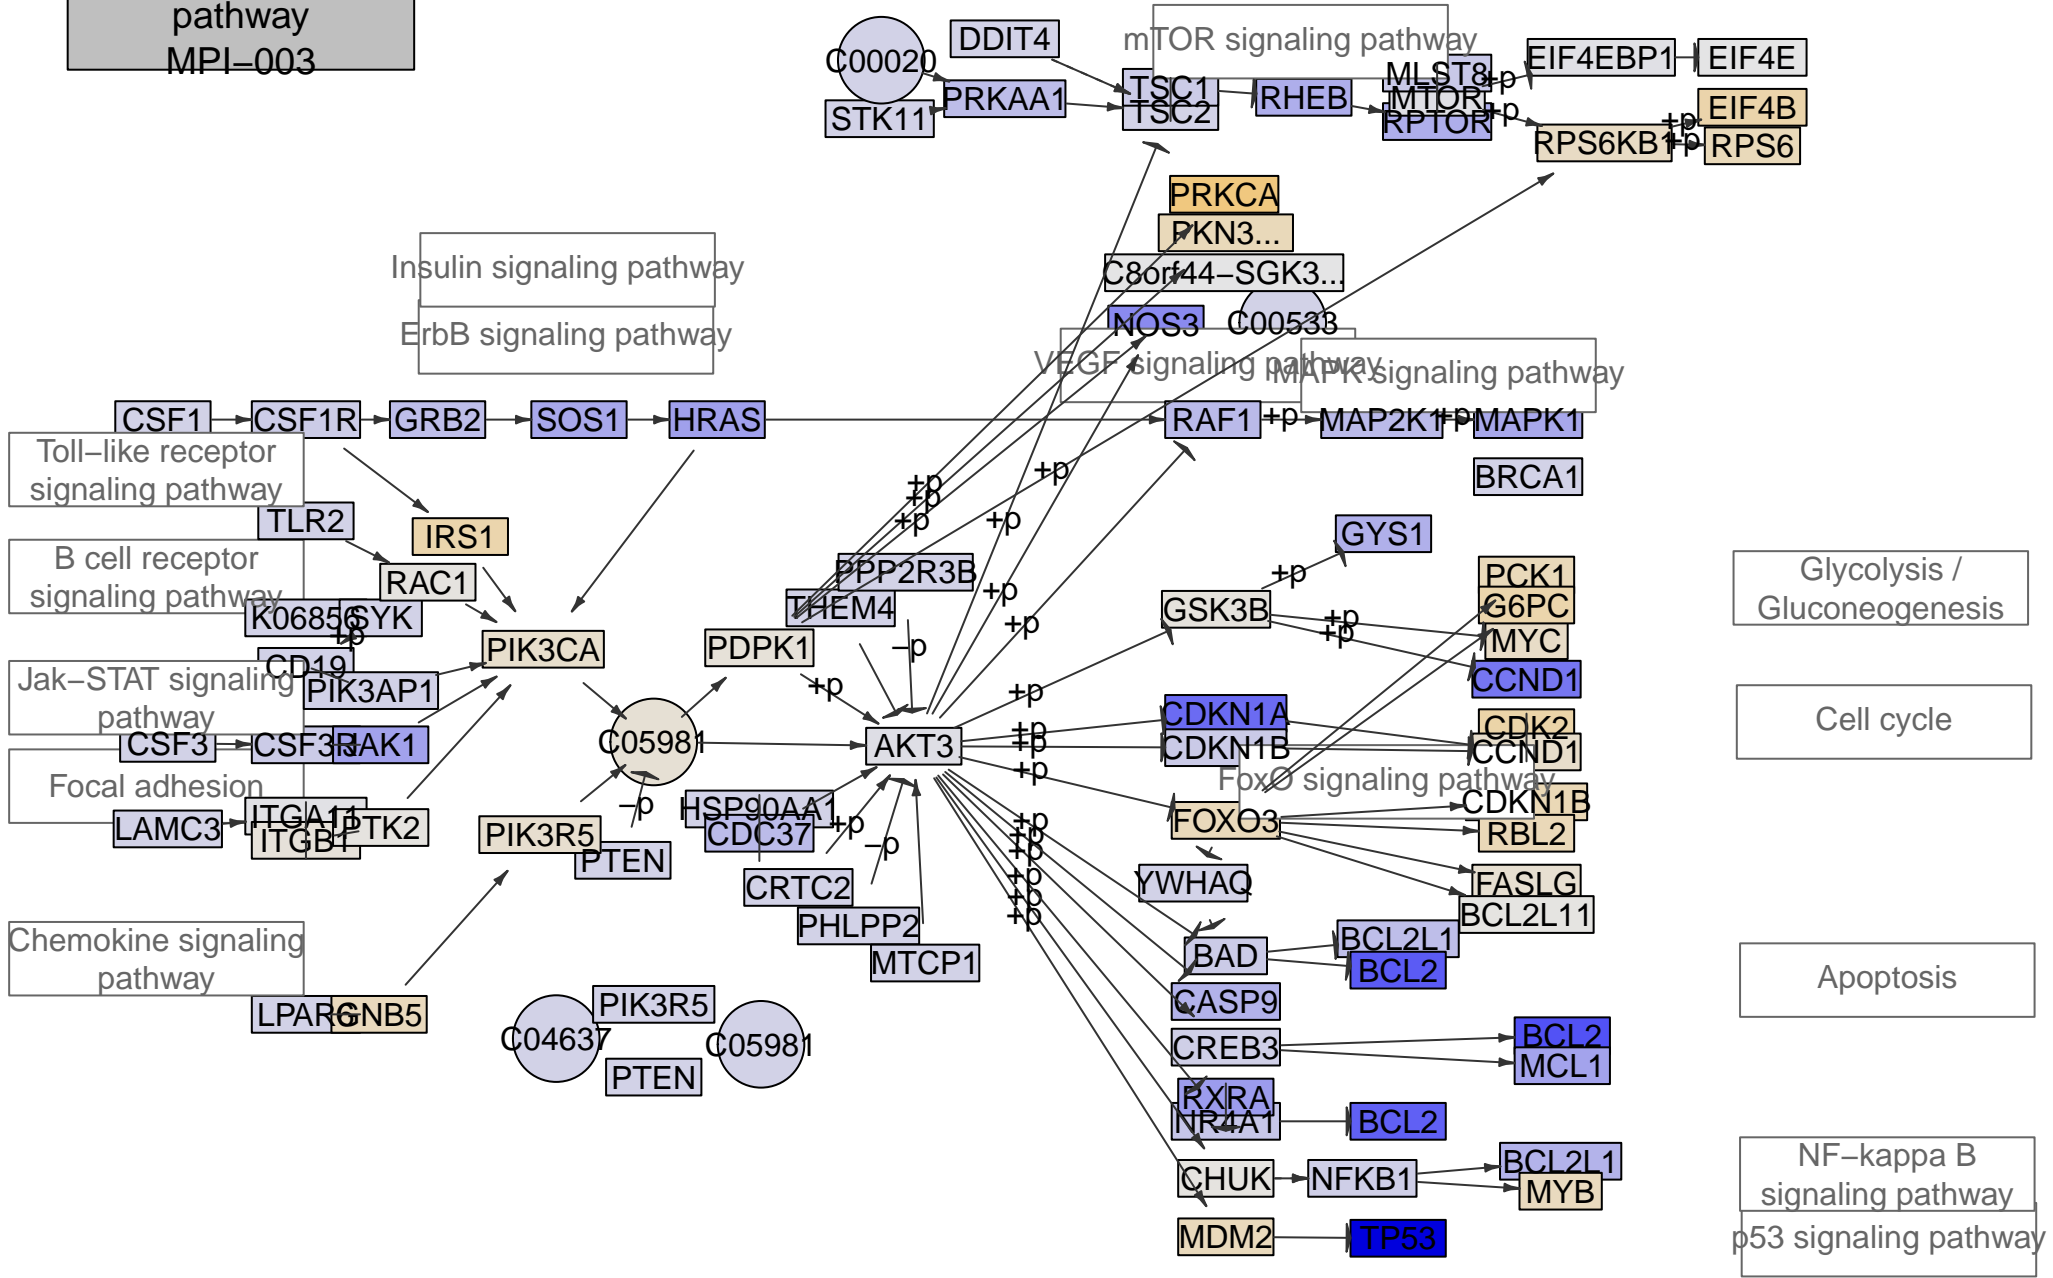 pathway
MPI−003
C00020
DDIT4
mTOR signaling pathway
STK11
PRKAA1
TSC1
TSC2
RHEB
MLST8
MTOR
RPTOR
+p
+p
EIF4EBP1
EIF4E
EIF4B
RPS6KB1
+p
+p
RPS6
PRKCA
PKN3...
C8orf44−SGK3...
NOS3
C00533
Insulin signaling pathway
ErbB signaling pathway
VEGF signaling pathway
MAPK signaling pathway
CSF1
CSF1R
GRB2
SOS1
HRAS
RAF1
+p
MAP2K1
+p
MAPK1
BRCA1
Toll−like receptor
signaling pathway
TLR2
IRS1
+p
+p
+p
+p
+p
GYS1
B cell receptor
signaling pathway
RAC1
K06856
SYK
+p
CD19
PIK3AP1
PIK3CA
PDPK1
PPP2R3B
THEM4
−p
+p
+p
+p
GSK3B
+p
+p
+p
PCK1
G6PC
MYC
CCND1
Glycolysis /
Gluconeogenesis
Jak−STAT signaling
pathway
CSF3
CSF3R
JAK1
C05981
AKT3
+p
+p
+p
+p
CDKN1A
CDKN1B
CDK2
CCND1
Cell cycle
FoxO signaling pathway
Focal adhesion
LAMC3
ITGA11
ITGB1
PTK2
PIK3R5
−p
PTEN
HSP90AA1
CDC37
+p
−p
+p
+p
+p
+p
+p
+p
FOXO3
CDKN1B
RBL2
FASLG
BCL2L11
YWHAQ
CRTC2
PHLPP2
MTCP1
BAD
BCL2L1
BCL2
Apoptosis
Chemokine signaling
pathway
LPAR6
GNB5
C04637
PIK3R5
C05981
PTEN
CASP9
CREB3
BCL2
MCL1
RXRA
NR4A1
BCL2
CHUK
NFKB1
BCL2L1
MYB
MDM2
TP53
NF−kappa B
signaling pathway
p53 signaling pathway